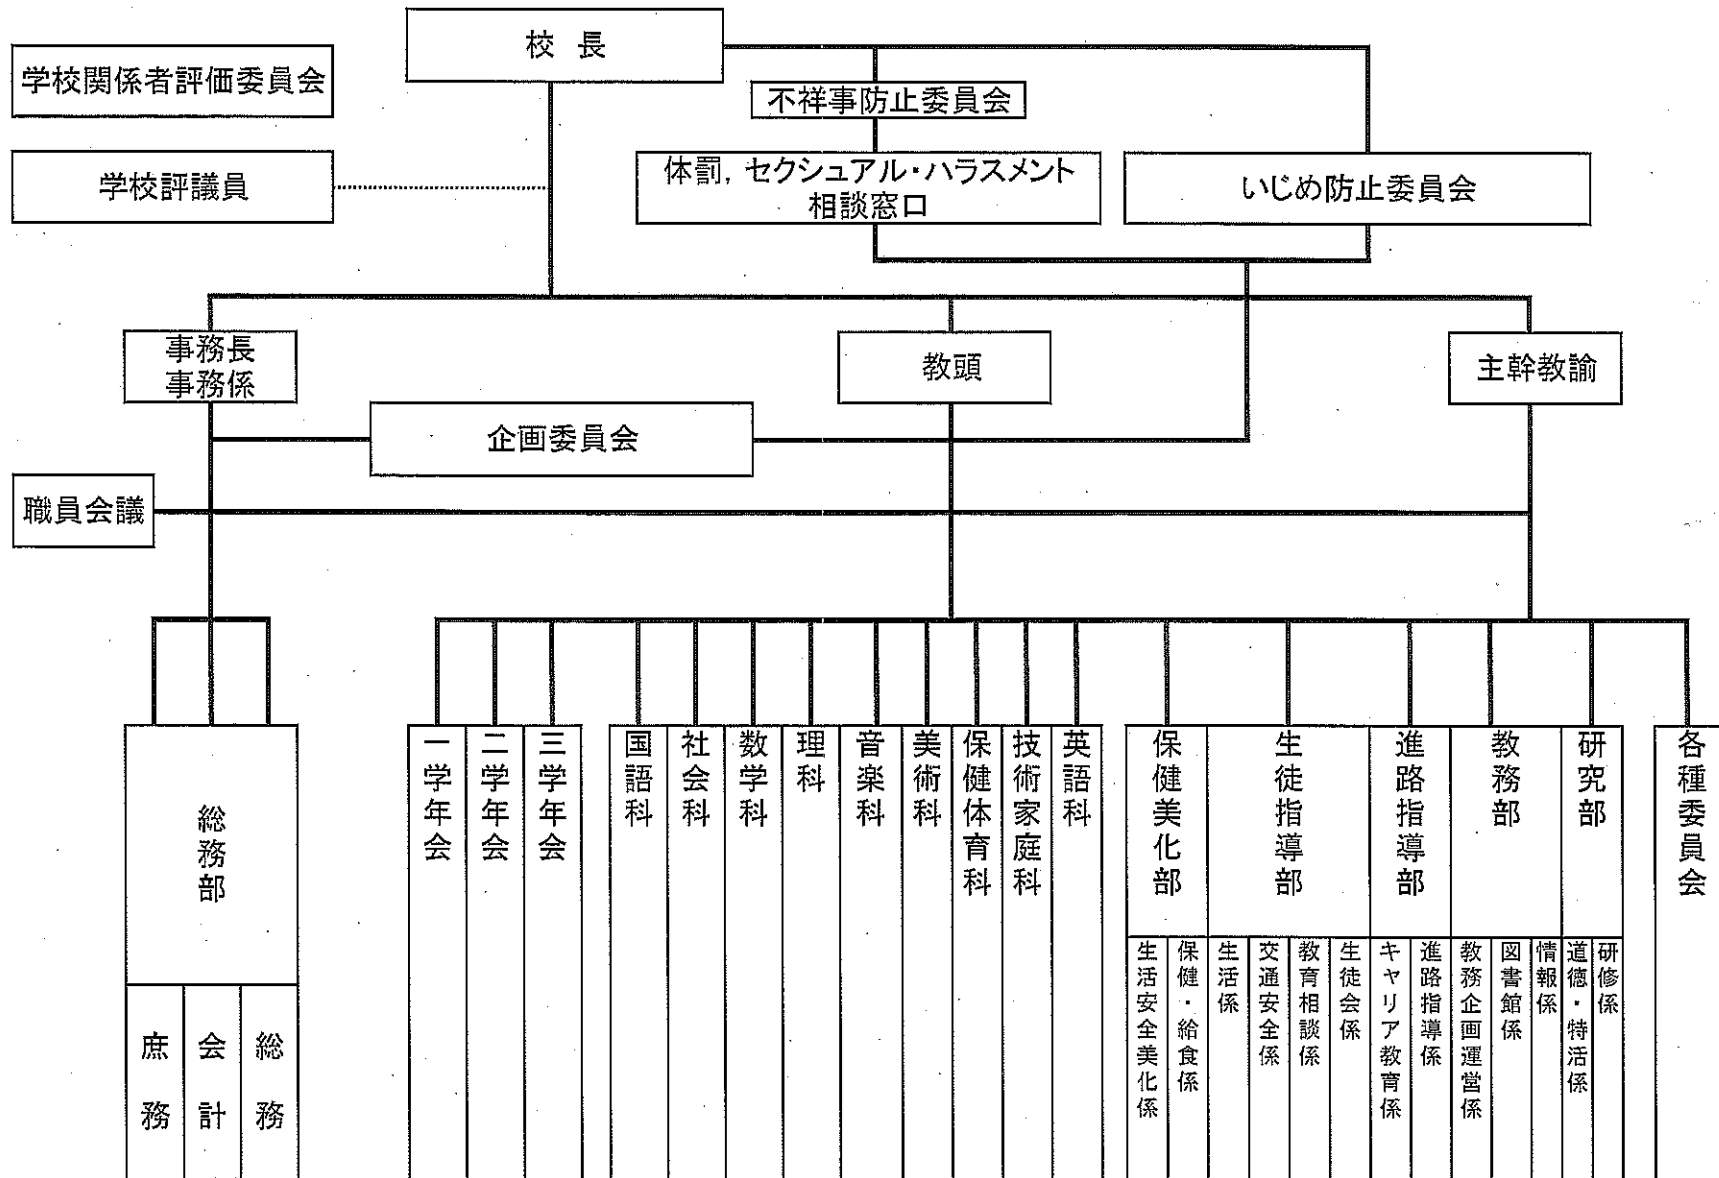 校 長
学校関係者評価委員会
不祥事防止委員会
学校評議員
体罰，セクシュアル・ハラスメント
相談窓口
いじめ防止委員会
事務長
事務係
教頭
主幹教諭
企画委員会
職員会議
総務部
庶務
会計
総務
一学年会
二学年会
三学年会
国語科
社会科
数学科
理科
音楽科
美術科
保健体育科
技術家庭科
英語科
保健美化部
生活安全美化係
保健・給食係
生徒指導部
生活係
交通安全係
教育相談係
生徒会係
進路指導部
キャリア教育係
進路指導係
教務部
教務企画運営係
図書館係
情報係
研究部
道徳・特活係
研修係
各種委員会